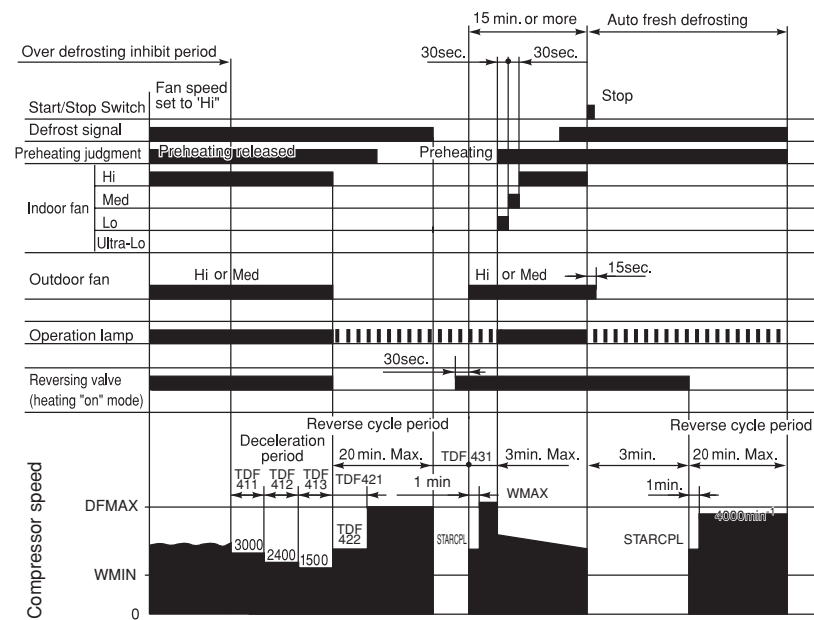 15 min. or more
Auto fresh defrosting
Over defrosting inhibit period
30sec.
30sec.
Fan speed
set to 'Hi"
Stop
Start/Stop Switch
Defrost signal
Preheating judgment
Preheating released
Preheating
Indoor fan
Hi
Med
Lo
Ultra-Lo
Outdoor fan
Hi or Med
Hi or Med
15sec.
Operation lamp
30sec.
Reversing valve
(heating "on" mode)
Reverse cycle period
Reverse cycle period
Deceleration
period
20 min. Max.
TDF 431
3min. Max.
3min.
20 min. Max.
TDF
411
TDF
412
TDF
413
TDF421
1 min
WMAX
1min.
Compressor speed
DFMAX
4000min-1
TDF
422
STARCPL
STARCPL
3000
2400
1500
WMIN
0